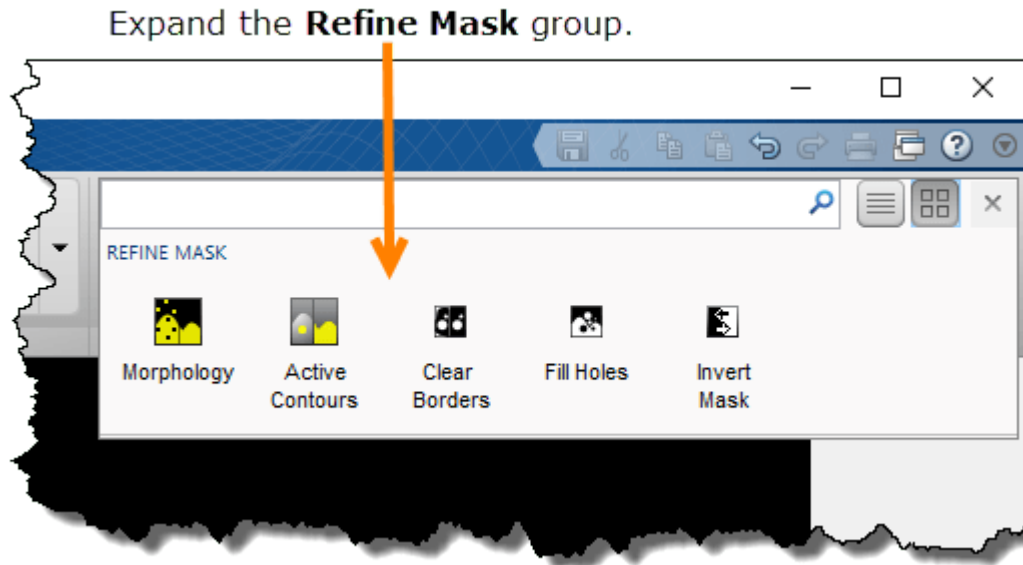 Expand the Refine Mask group.
?
REFINE MASK
Morphology
Active
Contours
Clear
Borders
Fill Holes
Invert
Mask